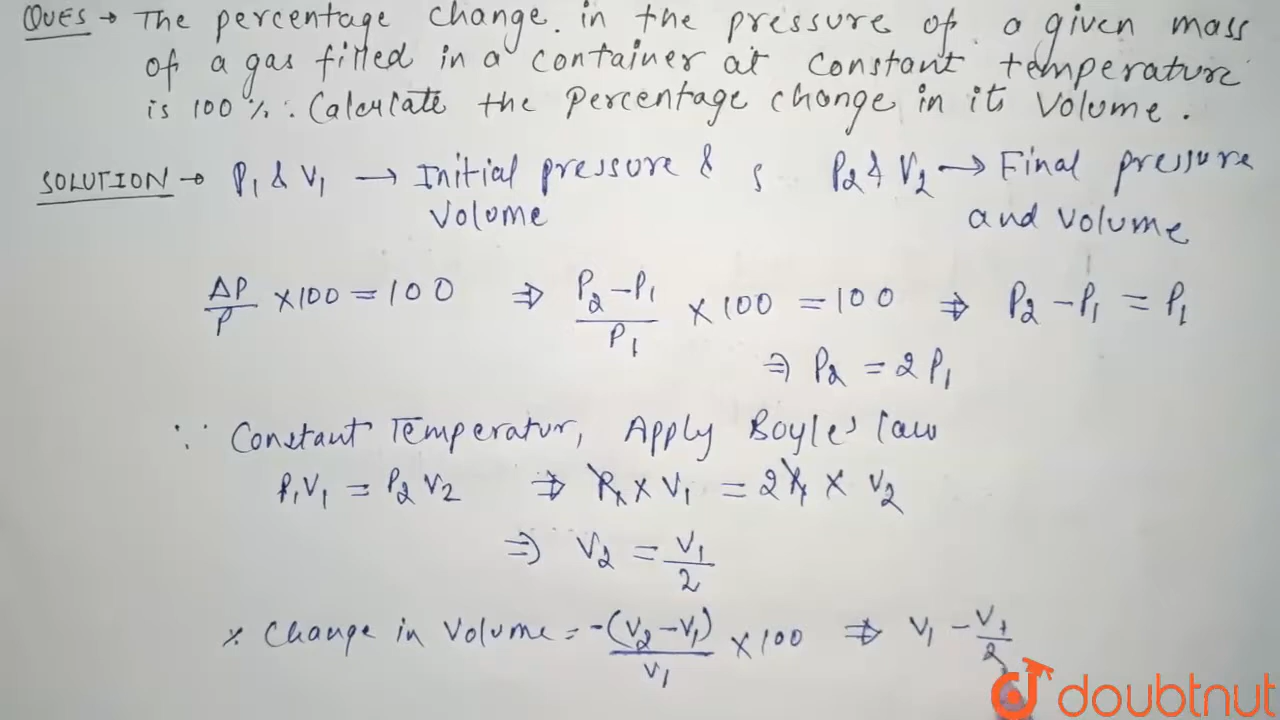 QUES → The percentage change in the pressure of a given mass
of a gas filled in a container at constant temperature
is 100 %. Calculate the percentage change in its volume.
SOLUTION → P₁ & V₁ → Initial pressure & ; P₂ & V₂ → Final pressure
Volume and volume
ΔP/P × 100 = 100 ⇒ P₂ - P₁/P₁ × 100 = 100 ⇒ P₂ - P₁ = P₁
⇒ P₂ = 2P₁
∵ Constant Temperatur, Apply Boyle's law
P₁V₁ = P₂V₂ ⇒ P₁ × V₁ = 2P₁ × V₂
⇒ V₂ = V₁/2
% Change in Volume = -(V₂ - V₁)/V₁ × 100 ⇒ V₁ - V₁/2
doubtnut